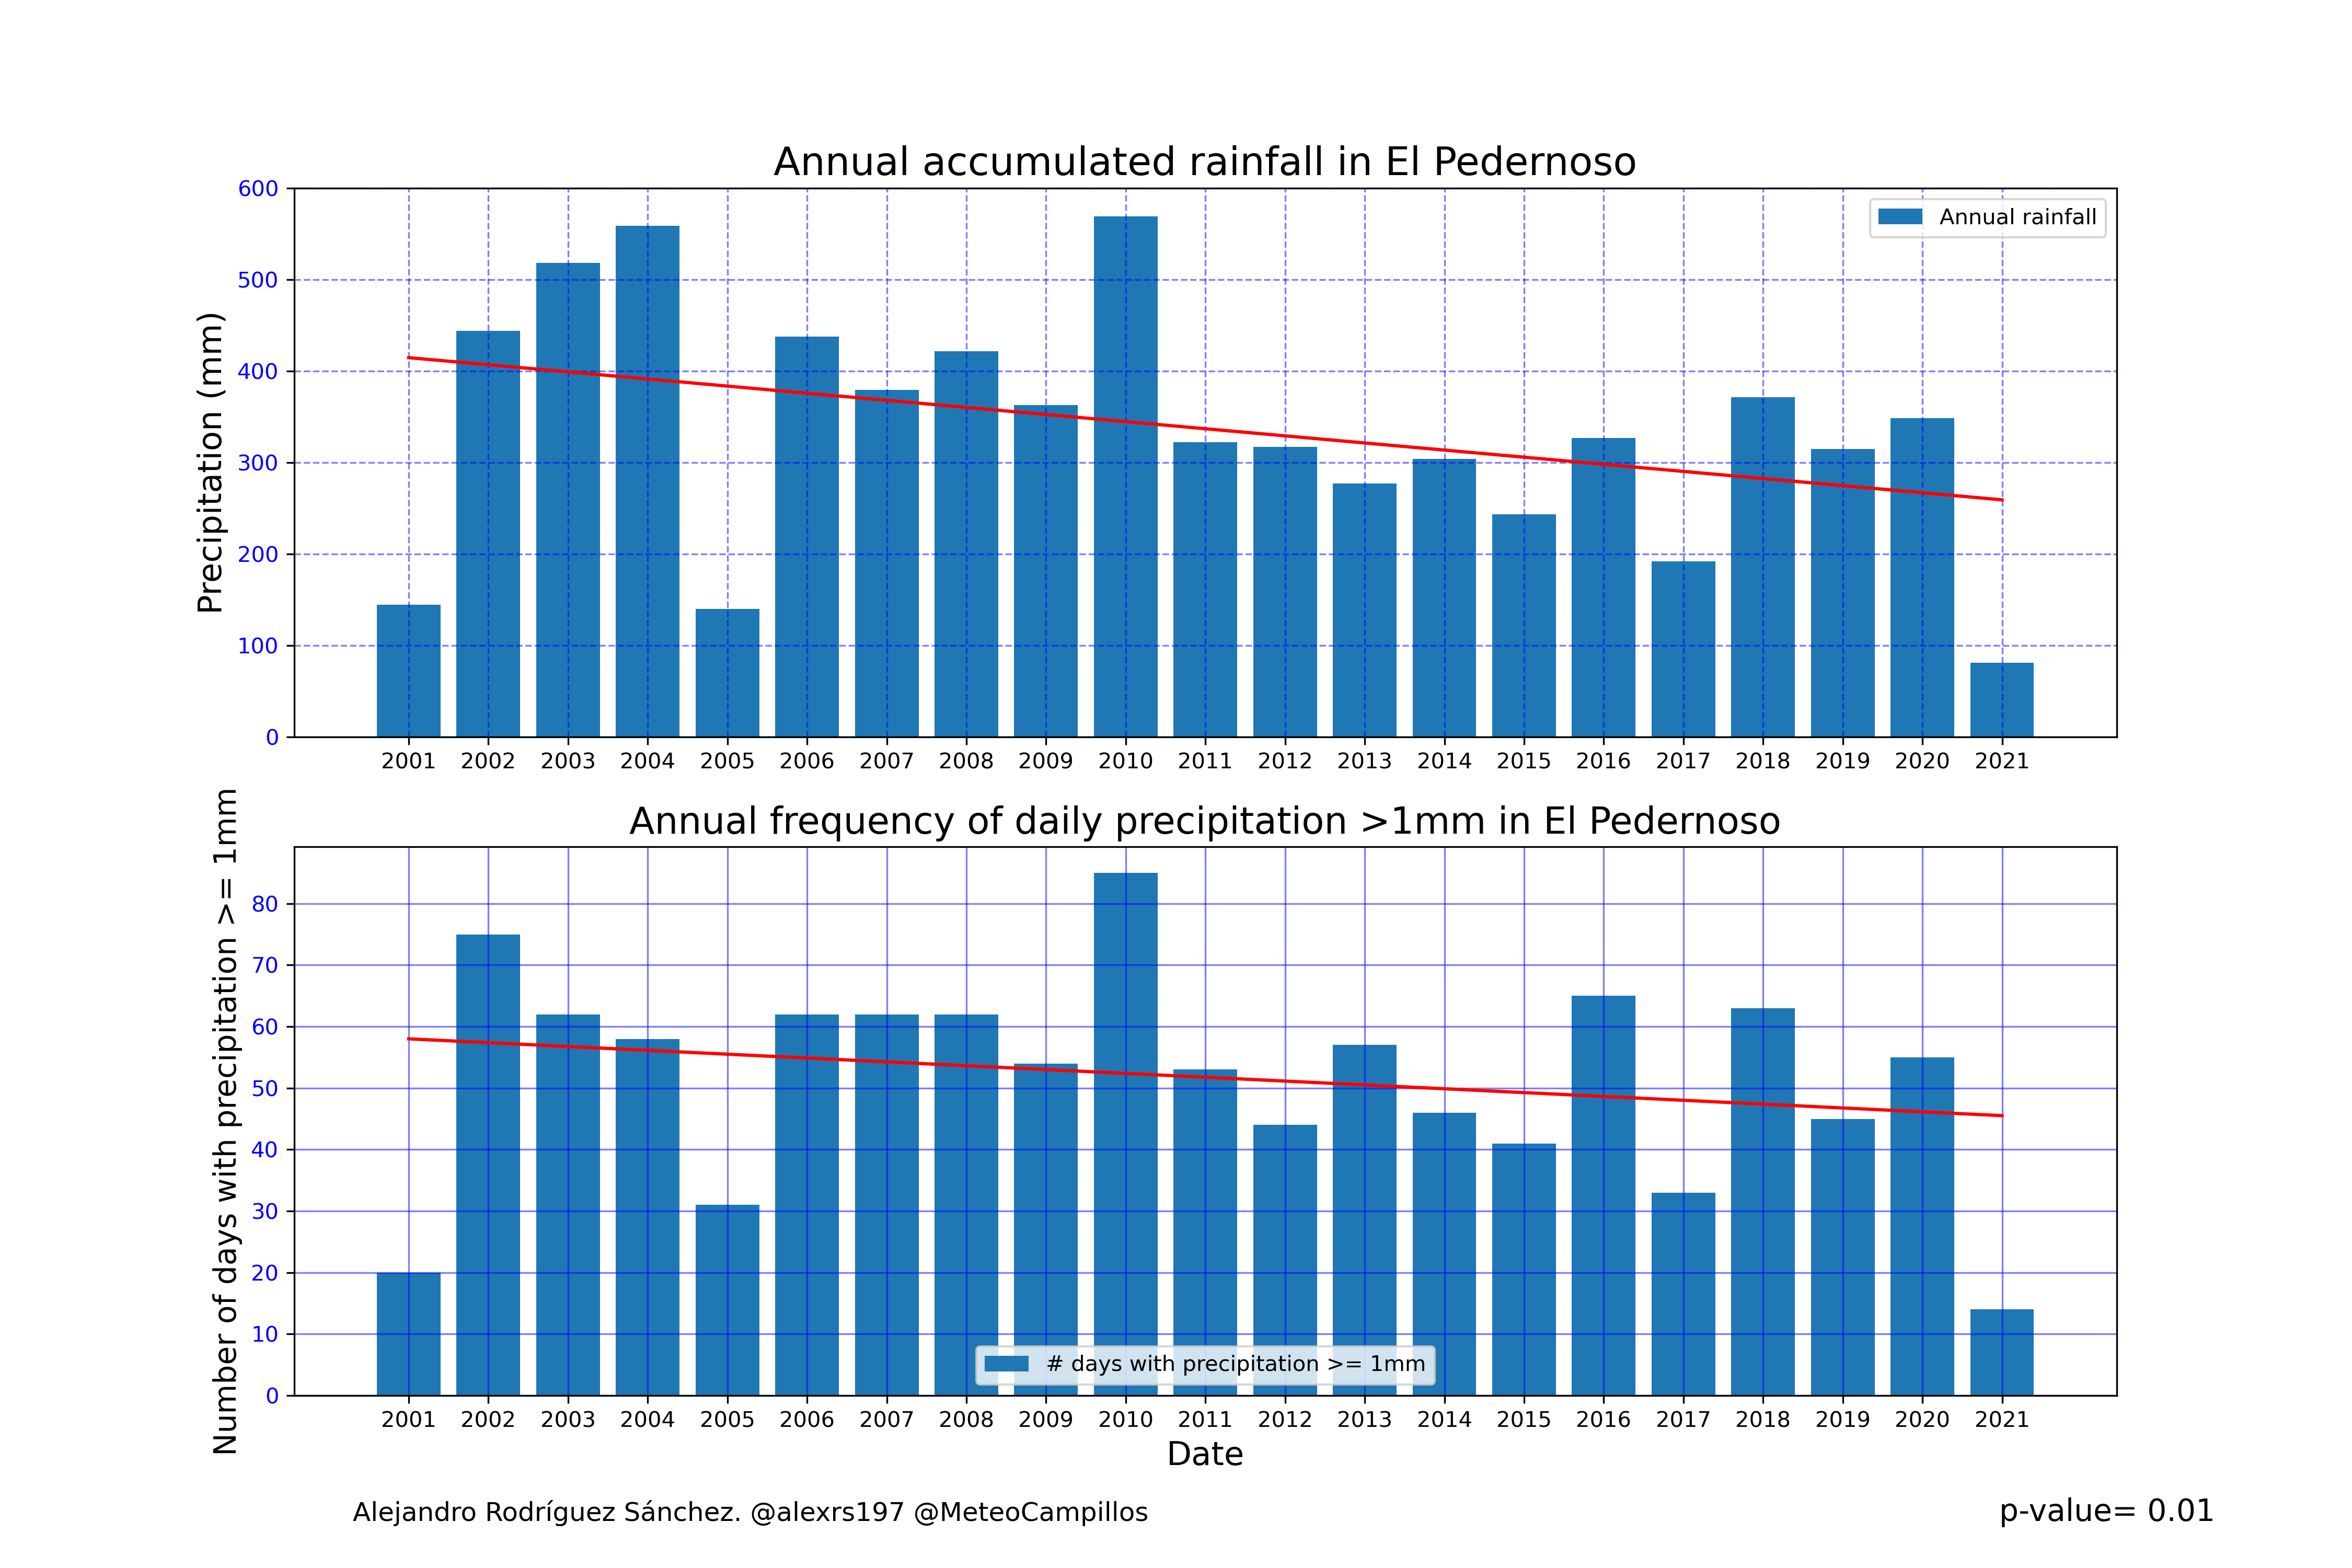 Annual accumulated rainfall in El Pedernoso
Precipitation (mm)
600
500
400
300
200
100
0
Annual rainfall
2001 2002 2003 2004 2005 2006 2007 2008 2009 2010 2011 2012 2013 2014 2015 2016 2017 2018 2019 2020 2021
Annual frequency of daily precipitation >1mm in El Pedernoso
Number of days with precipitation >= 1mm
80
70
60
50
40
30
20
10
0
# days with precipitation >= 1mm
2001 2002 2003 2004 2005 2006 2007 2008 2009 2010 2011 2012 2013 2014 2015 2016 2017 2018 2019 2020 2021
Date
Alejandro Rodríguez Sánchez. @alexrs197 @MeteoCampillos
p-value= 0.01